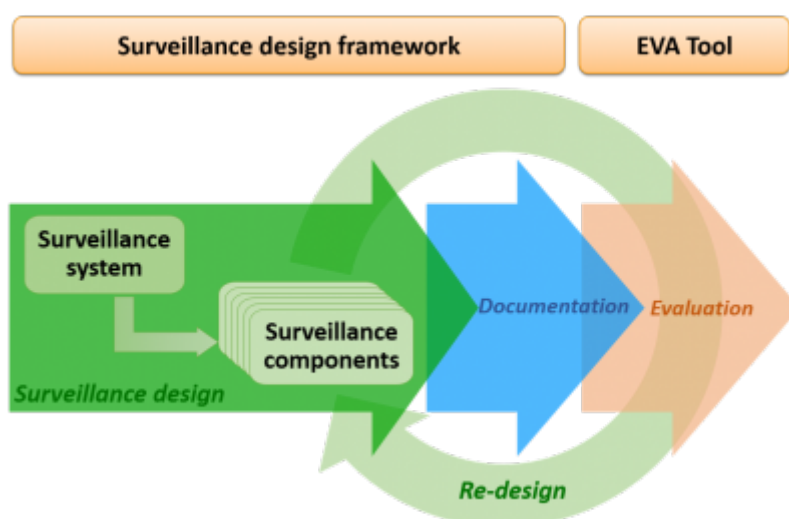 Surveillance design framework
EVA Tool
Surveillance
system
Surveillance
components
Surveillance design
Documentation
Evaluation
Re-design